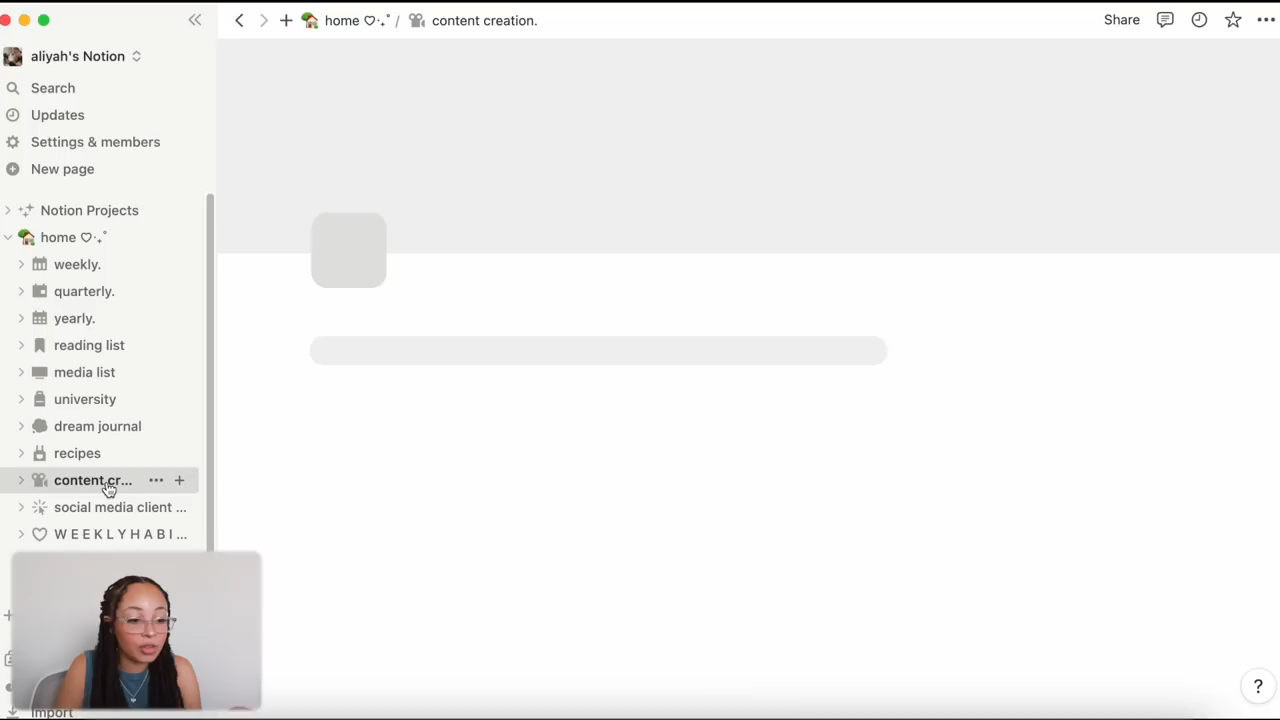 home ♡‧₊˚ / content creation.
Share
aliyah's Notion
Search
Updates
Settings & members
New page
Notion Projects
home ♡‧₊˚
weekly.
quarterly.
yearly.
reading list
media list
university
dream journal
recipes
content cr...
social media client ...
W E E K L Y H A B I ...
Import
?